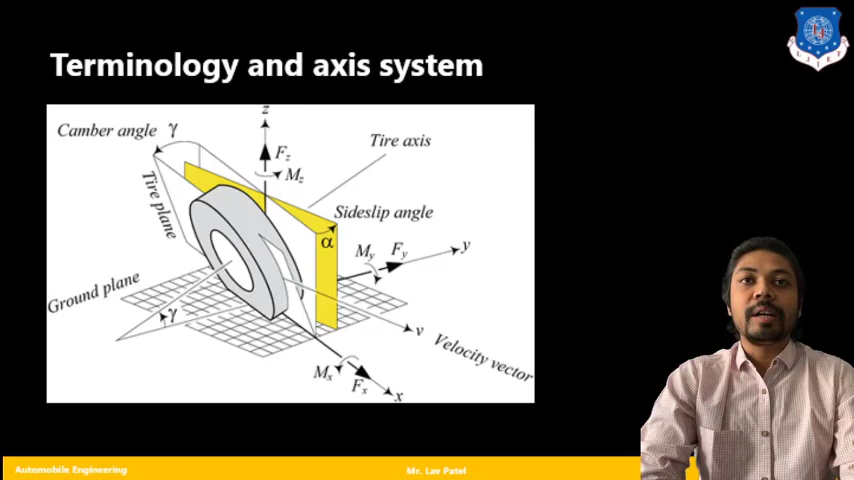 Terminology and axis system
z
Camber angle γ
Tire axis
Fz
Mz
Tire plane
Sideslip angle
α
My
Fy
y
Ground plane
γ
v
Velocity vector
Mx
Fx
x
Automobile Engineering
Mr. Lav Patel